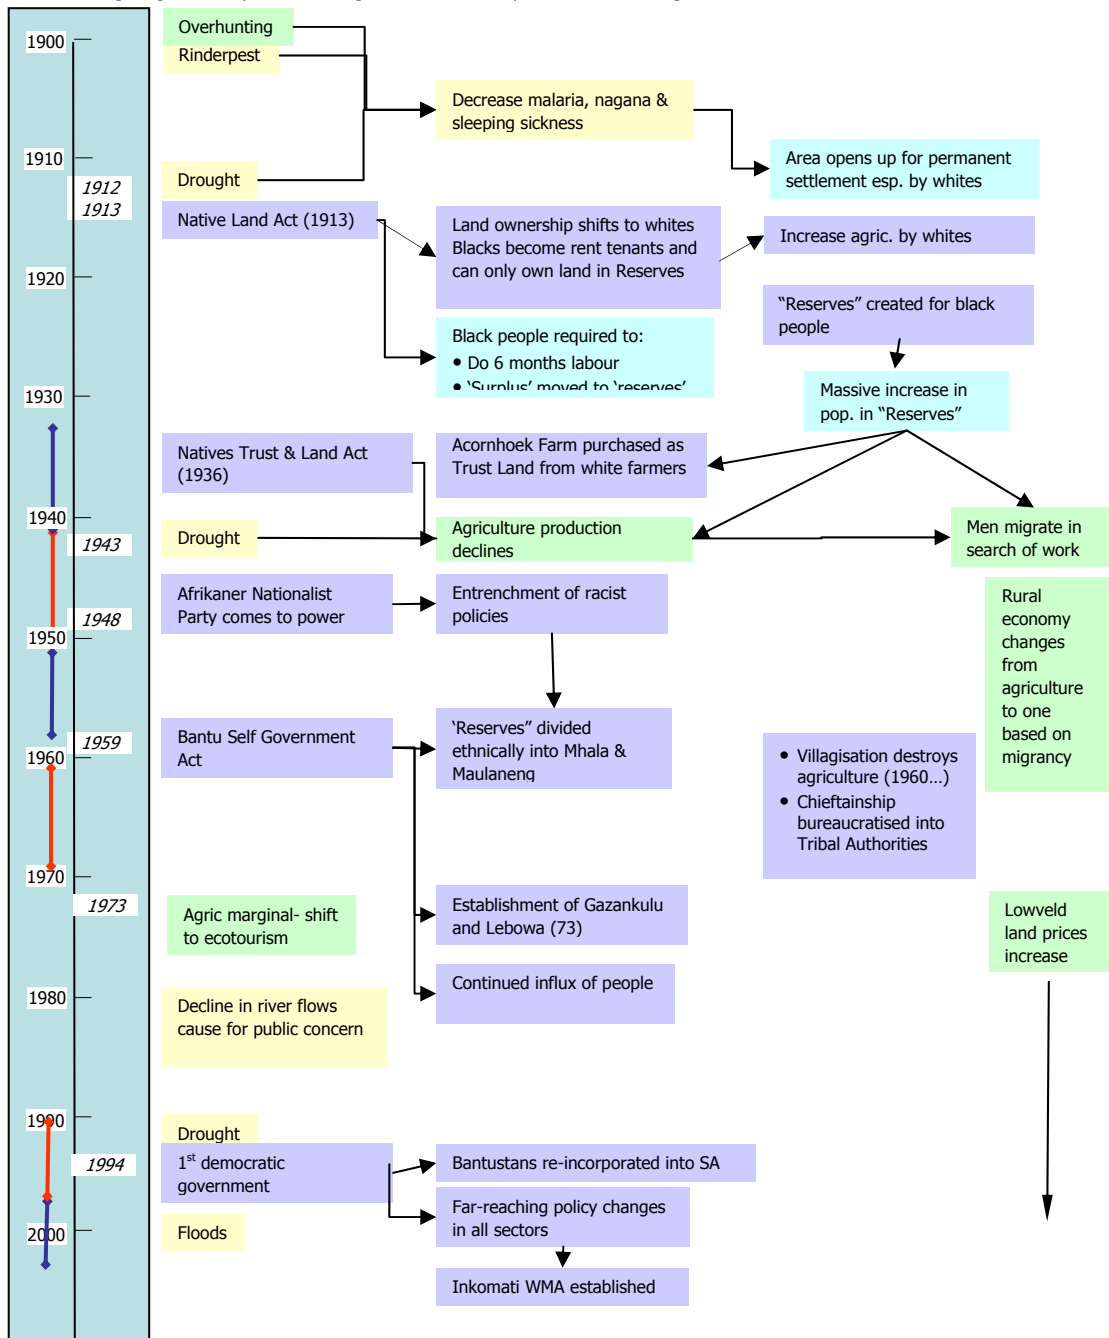 1900
Overhunting
Rinderpest
Decrease malaria, nagana &
sleeping sickness
1910
Area opens up for permanent
settlement esp. by whites
Drought
1912
1913
Native Land Act (1913)
Land ownership shifts to whites
Blacks become rent tenants and
can only own land in Reserves
Increase agric. by whites
1920
“Reserves” created for black
people
Black people required to:
• Do 6 months labour
• ‘Surplus’ moved to ‘reserves’
1930
Massive increase in
pop. in “Reserves”
Natives Trust & Land Act
(1936)
Acornhoek Farm purchased as
Trust Land from white farmers
1940
Drought
1943
Agriculture production
declines
Men migrate in
search of work
Afrikaner Nationalist
Party comes to power
1948
Entrenchment of racist
policies
Rural
economy
changes
from
agriculture
to one
based on
migrancy
1950
Bantu Self Government
Act
1959
‘Reserves” divided
ethnically into Mhala &
Maulaneng
1960
• Villagisation destroys
agriculture (1960…)
• Chieftainship
bureaucratised into
Tribal Authorities
1970
1973
Agric marginal- shift
to ecotourism
Establishment of Gazankulu
and Lebowa (73)
Lowveld
land prices
increase
Continued influx of people
1980
Decline in river flows
cause for public concern
1990
Drought
1994
1st democratic
government
Bantustans re-incorporated into SA
Far-reaching policy changes
in all sectors
2000
Floods
Inkomati WMA established